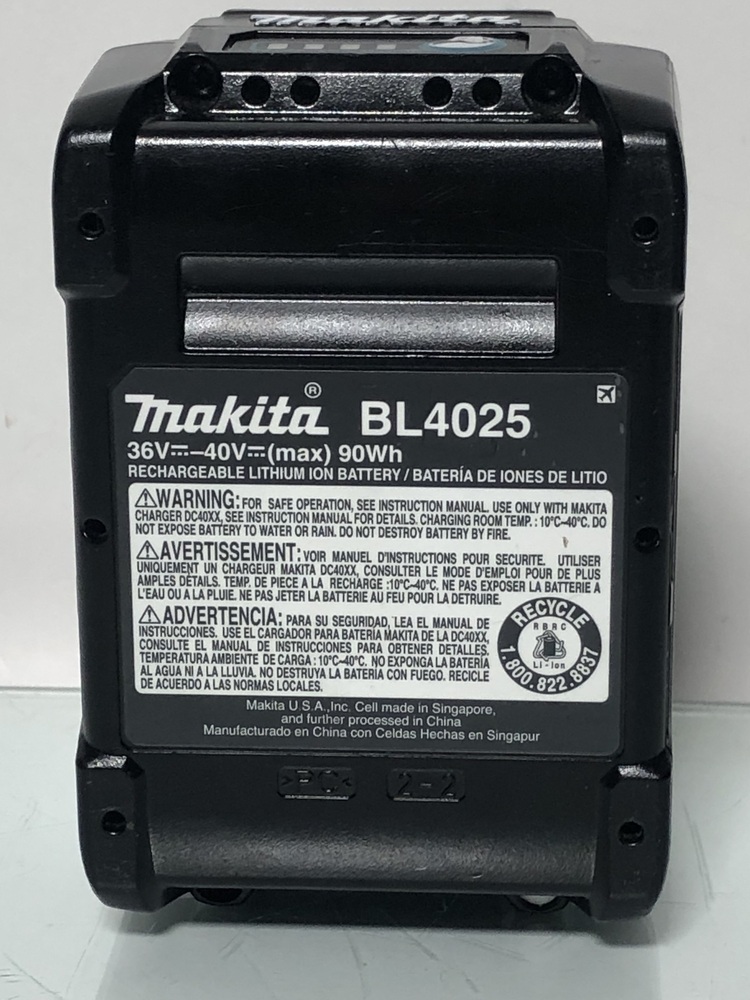 makita
makita® BL4025
36V⎓–40V⎓(max) 90Wh
RECHARGEABLE LITHIUM ION BATTERY / BATERÍA DE IONES DE LITIO
⚠WARNING: FOR SAFE OPERATION, SEE INSTRUCTION MANUAL. USE ONLY WITH MAKITA
CHARGER DC40XX, SEE INSTRUCTION MANUAL FOR DETAILS. CHARGING ROOM TEMP. : 10°C–40°C. DO
NOT EXPOSE BATTERY TO WATER OR RAIN. DO NOT DESTROY BATTERY BY FIRE.
⚠AVERTISSEMENT: VOIR MANUEL D'INSTRUCTIONS POUR SECURITE. UTILISER
UNIQUEMENT UN CHARGEUR MAKITA DC40XX, CONSULTER LE MODE D'EMPLOI POUR DE PLUS
AMPLES DÉTAILS. TEMP. DE PIECE A LA RECHARGE :10°C–40°C. NE PAS EXPOSER LA BATTERIE A
L'EAU OU A LA PLUIE. NE PAS JETER LA BATTERIE AU FEU POUR LA DETRUIRE.
⚠ADVERTENCIA: PARA SU SEGURIDAD, LEA EL MANUAL DE
INSTRUCCIONES. USE EL CARGADOR PARA BATERÍA MAKITA DE LA DC40XX,
CONSULTE EL MANUAL DE INSTRUCCIONES PARA OBTENER DETALLES.
TEMPERATURA AMBIENTE DE CARGA : 10°C–40°C. NO EXPONGA LA BATERÍA
AL AGUA NI A LA LLUVIA. NO DESTRUYA LA BATERÍA CON FUEGO. RECICLE
DE ACUERDO A LAS NORMAS LOCALES.
RECYCLE
RBRC
Li-Ion
1.800.822.8837
Makita U.S.A.,Inc. Cell made in Singapore,
and further processed in China
Manufacturado en China con Celdas Hechas en Singapur
>PC< 2-2